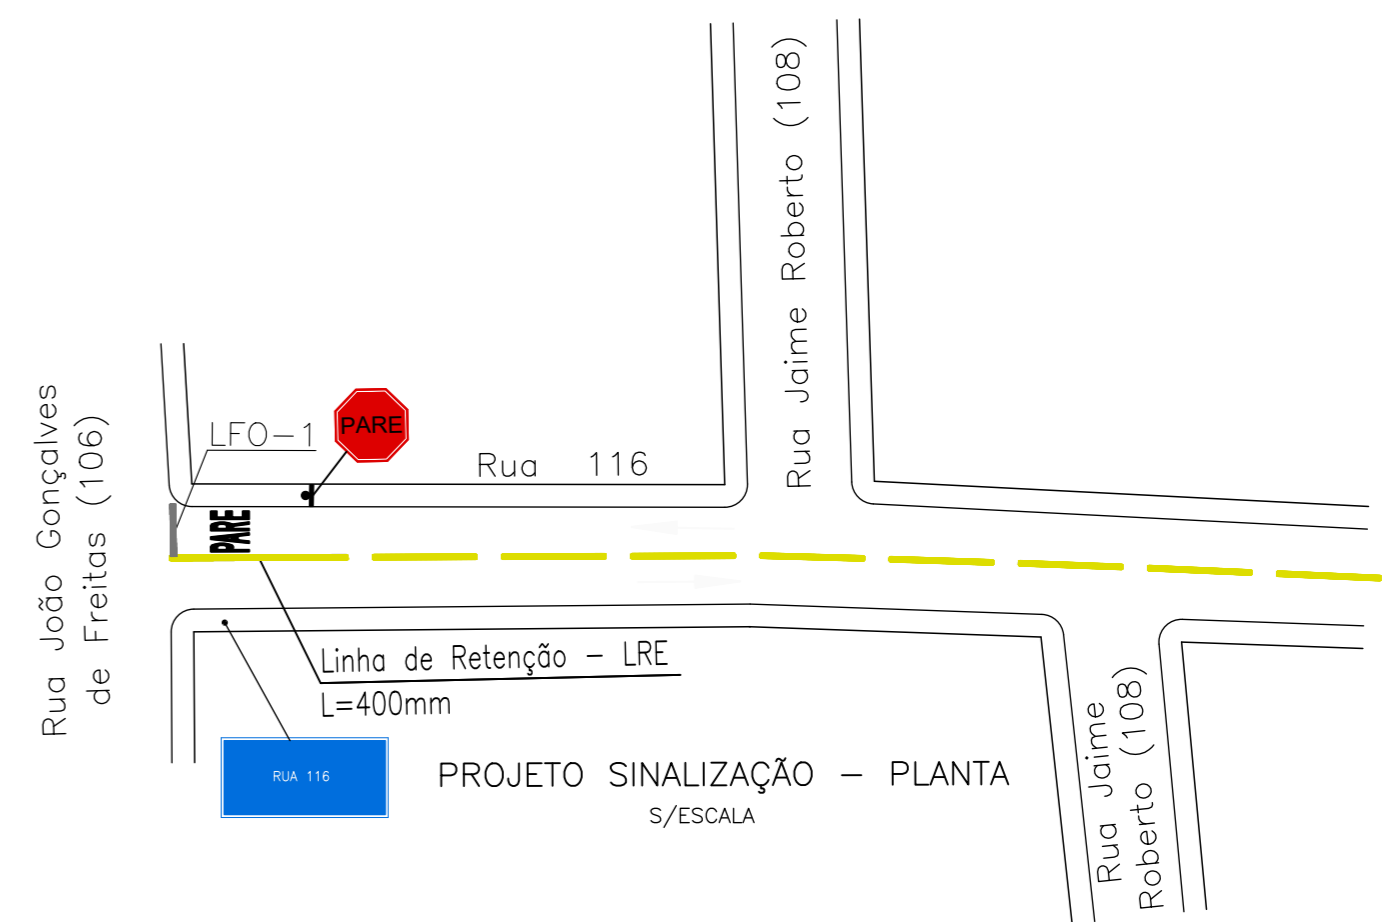 Rua Jaime Roberto (108)
Rua João Gonçalves
de Freitas (106)
LFO-1
PARE
Rua 116
PARE
Linha de Retenção - LRE
L=400mm
RUA 116
PROJETO SINALIZAÇÃO - PLANTA
S/ESCALA
Rua Jaime
Roberto (108)